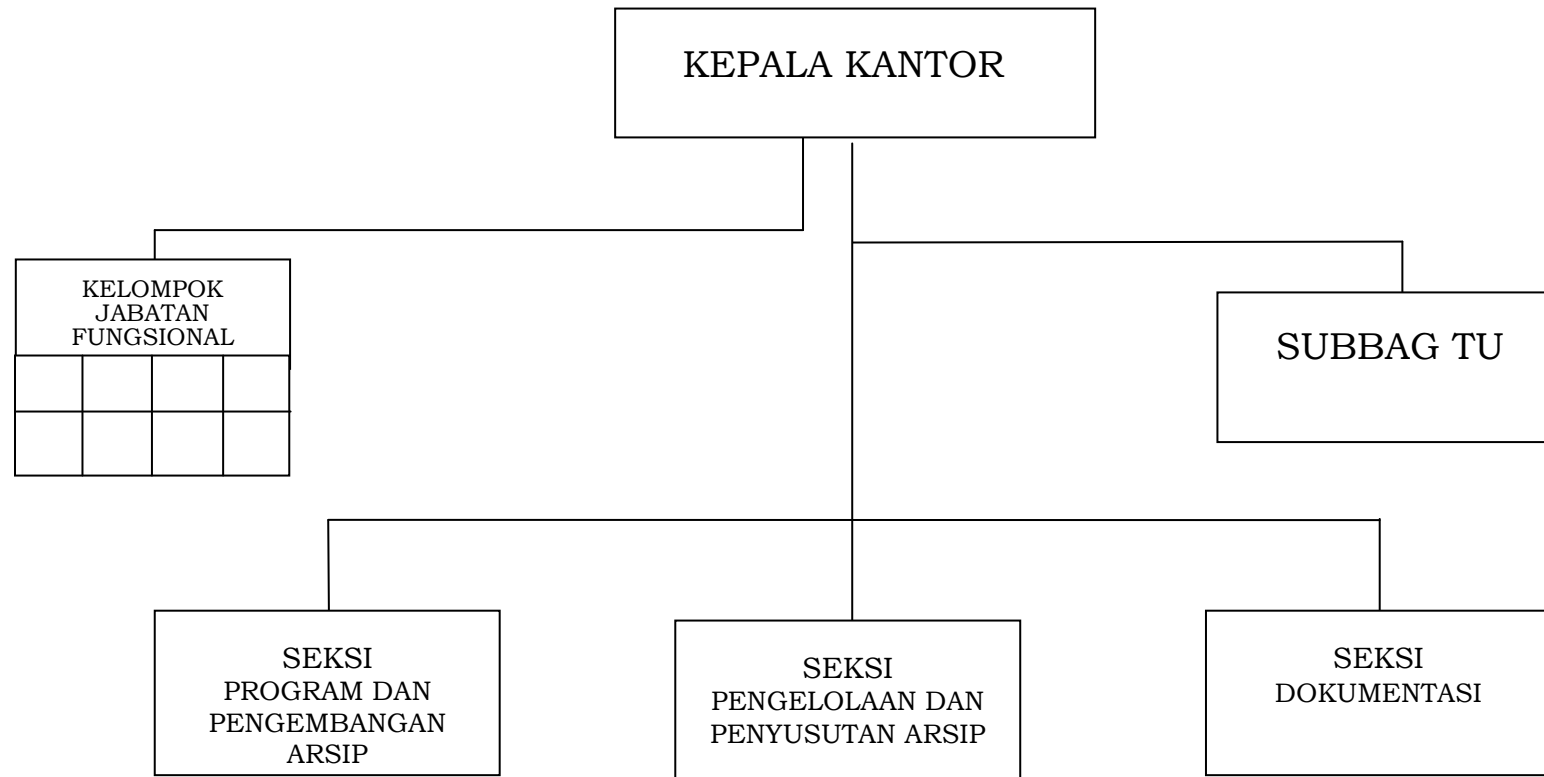 KEPALA KANTOR
KELOMPOK
JABATAN
FUNGSIONAL
SUBBAG TU
SEKSI
PROGRAM DAN
PENGEMBANGAN
ARSIP
SEKSI
PENGELOLAAN DAN
PENYUSUTAN ARSIP
SEKSI
DOKUMENTASI